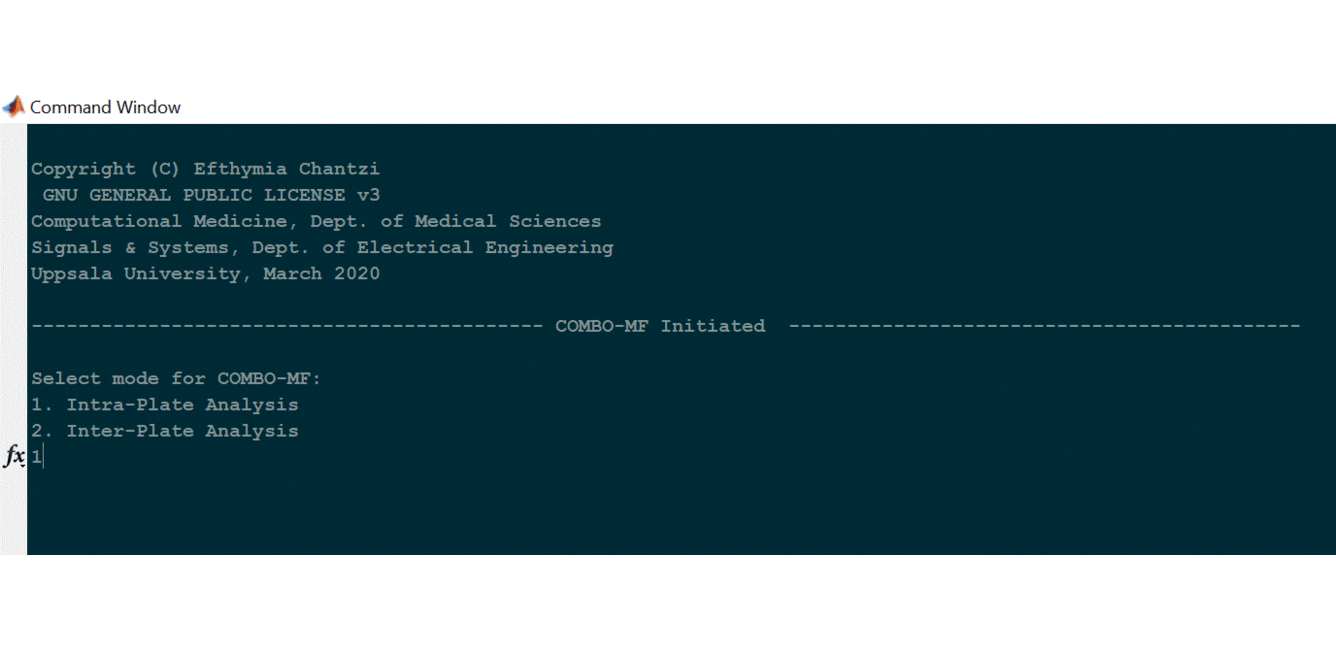 Command Window
Copyright (C) Efthymia Chantzi
GNU GENERAL PUBLIC LICENSE v3
Computational Medicine, Dept. of Medical Sciences
Signals & Systems, Dept. of Electrical Engineering
Uppsala University, March 2020
-------------------------------------------- COMBO-MF Initiated  --------------------------------------------
Select mode for COMBO-MF:
1. Intra-Plate Analysis
2. Inter-Plate Analysis
fx 1